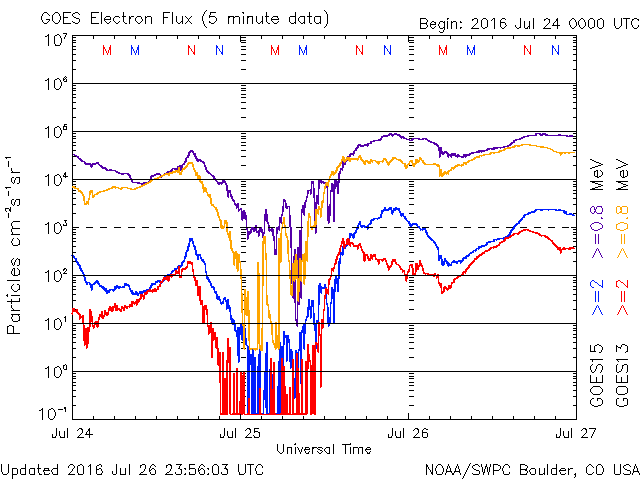 GOES Electron Flux (5 minute data)
Begin: 2016 Jul 24 0000 UTC
M M N N M M N N M M N N
10⁷
10⁶
10⁵
10⁴
10³
10²
10¹
10⁰
10⁻¹
Particles cm⁻²s⁻¹sr⁻¹
Jul 24 Jul 25 Jul 26 Jul 27
Universal Time
GOES15 >=2 >=0.8 MeV
GOES13 >=2 >=0.8 MeV
Updated 2016 Jul 26 23:56:03 UTC
NOAA/SWPC Boulder, CO USA